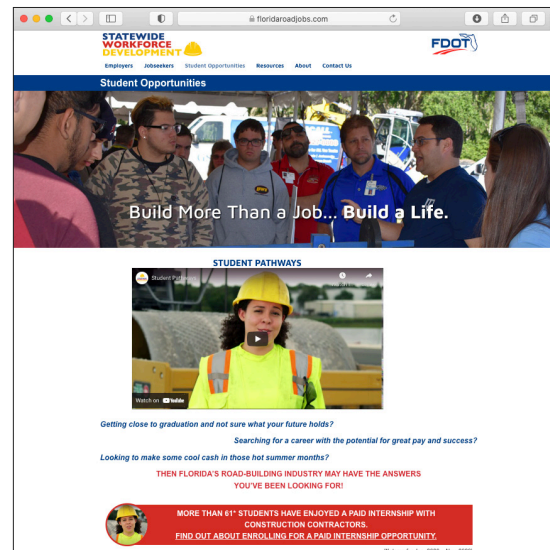 floridaroadjobs.com
STATEWIDE
WORKFORCE
DEVELOPMENT
FDOT
Employers Jobseekers Student Opportunities Resources About Contact Us
Student Opportunities
Build More Than a Job... Build a Life.
STUDENT PATHWAYS
Student Pathways
Watch on YouTube
Getting close to graduation and not sure what your future holds?
Searching for a career with the potential for great pay and success?
Looking to make some cool cash in those hot summer months?
THEN FLORIDA'S ROAD-BUILDING INDUSTRY MAY HAVE THE ANSWERS
YOU'VE BEEN LOOKING FOR!
MORE THAN 61* STUDENTS HAVE ENJOYED A PAID INTERNSHIP WITH
CONSTRUCTION CONTRACTORS.
FIND OUT ABOUT ENROLLING FOR A PAID INTERNSHIP OPPORTUNITY.